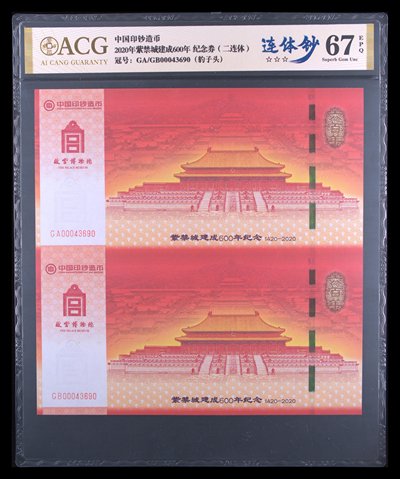 ACG
AI CANG GUARANTY
中国印钞造币
2020年紫禁城建成600年 纪念券（二连体）
冠号：GA/GB00043690（豹子头）
连体钞
☆☆☆
67
EPQ
Superb Gem Unc
中国印钞造币
宫
故宫博物院
THE PALACE MUSEUM
GA00043690
紫禁城建成600年纪念 1420-2020
中国印钞造币
宫
故宫博物院
THE PALACE MUSEUM
GB00043690
紫禁城建成600年纪念 1420-2020